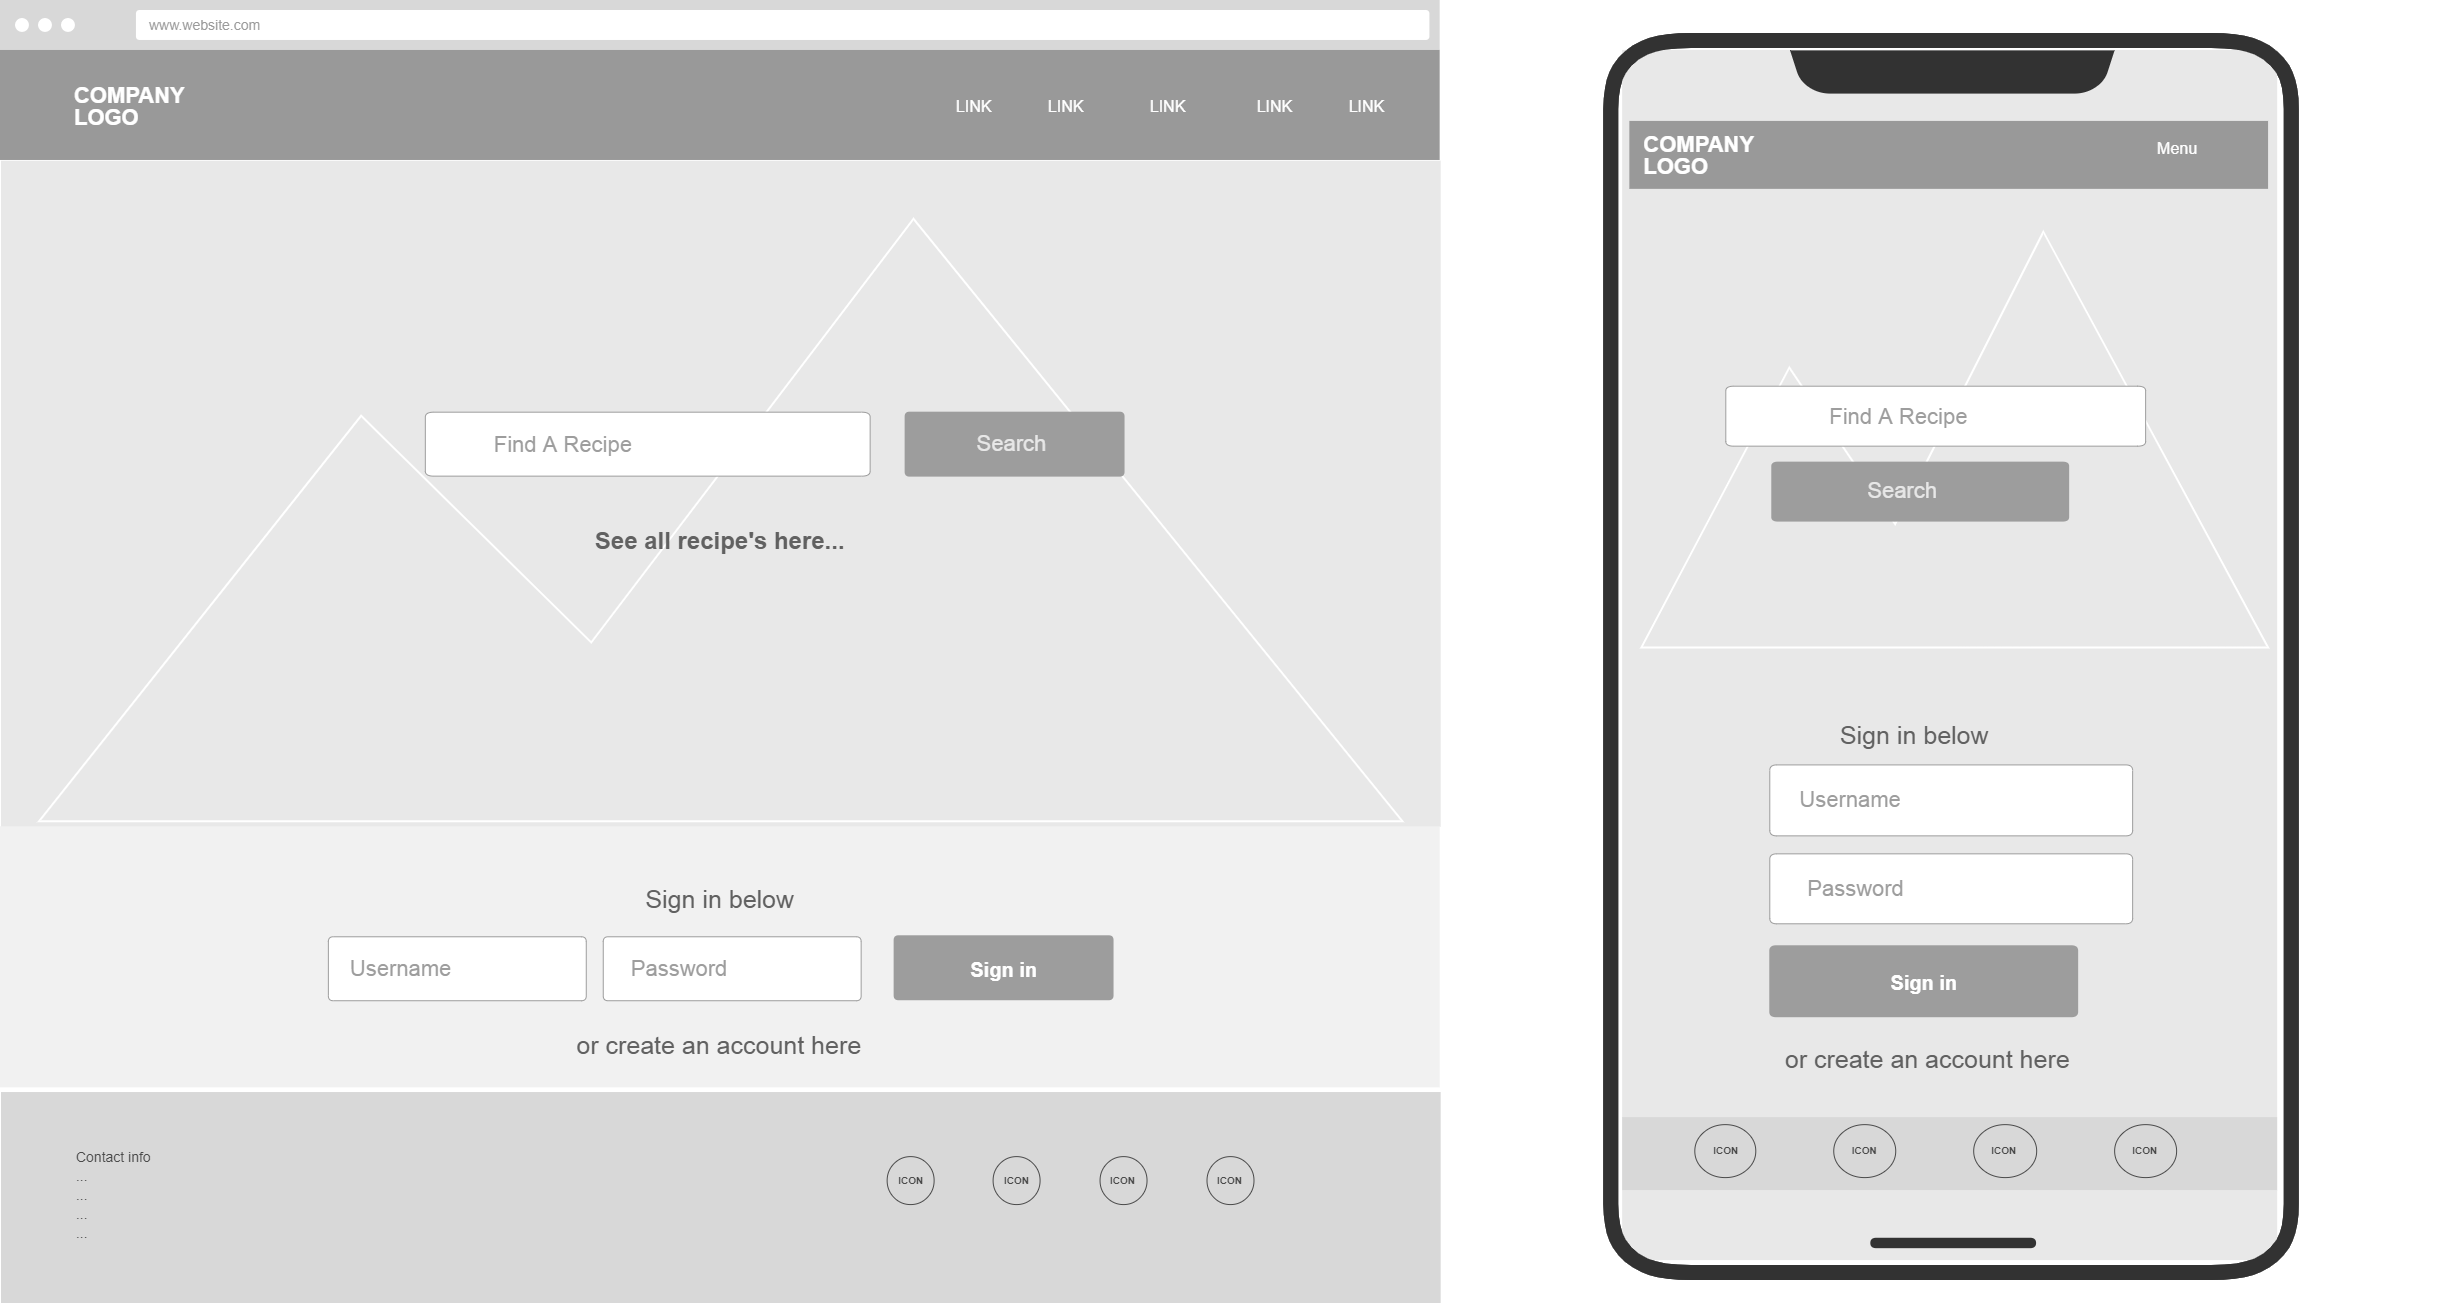 www.website.com
COMPANY
LOGO
LINK LINK LINK LINK LINK
Find A Recipe
Search
See all recipe's here...
Sign in below
Username
Password
Sign in
or create an account here
Contact info
...
...
...
...
ICON ICON ICON ICON
COMPANY
LOGO
Menu
Find A Recipe
Search
Sign in below
Username
Password
Sign in
or create an account here
ICON ICON ICON ICON